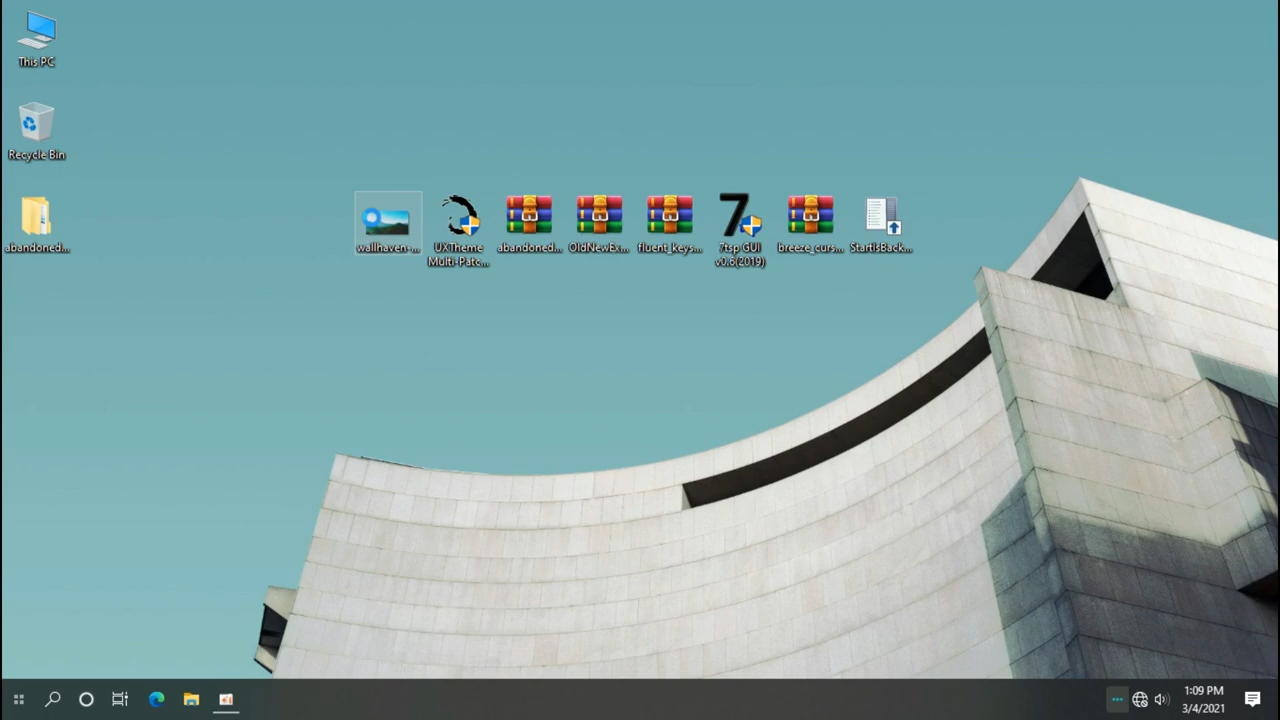 This PC
Recycle Bin
abandoned...
wallhaven-...
UXTheme
Multi-Patc...
abandoned...
OldNewEx...
fluent_keys...
7
7tsp GUI
v0.6(2019)
breeze_curs...
StartIsBack...
1:09 PM
3/4/2021